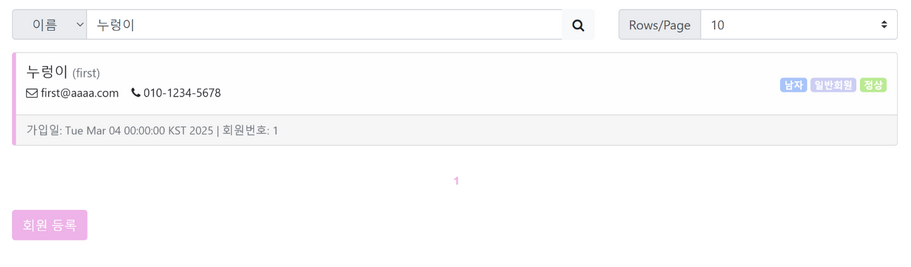 이름 누렁이 Rows/Page 10
누렁이 (first)
first@aaaa.com 010-1234-5678
남자 일반회원 정상
가입일: Tue Mar 04 00:00:00 KST 2025 | 회원번호: 1
1
회원 등록